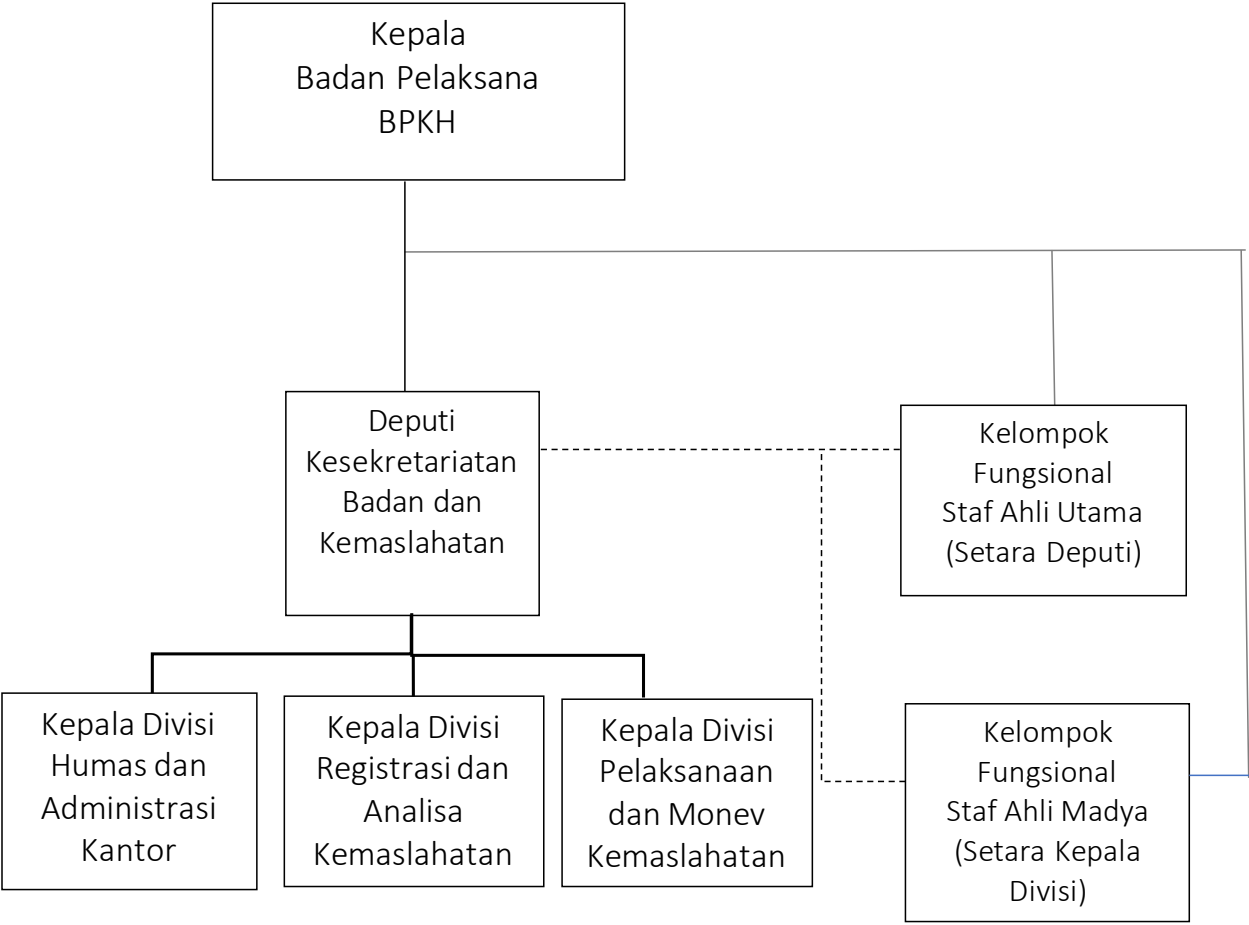 Kepala
Badan Pelaksana
BPKH
Deputi
Kesekretariatan
Badan dan
Kemaslahatan
Kelompok
Fungsional
Staf Ahli Utama
(Setara Deputi)
Kepala Divisi
Humas dan
Administrasi
Kantor
Kepala Divisi
Registrasi dan
Analisa
Kemaslahatan
Kepala Divisi
Pelaksanaan
dan Monev
Kemaslahatan
Kelompok
Fungsional
Staf Ahli Madya
(Setara Kepala
Divisi)